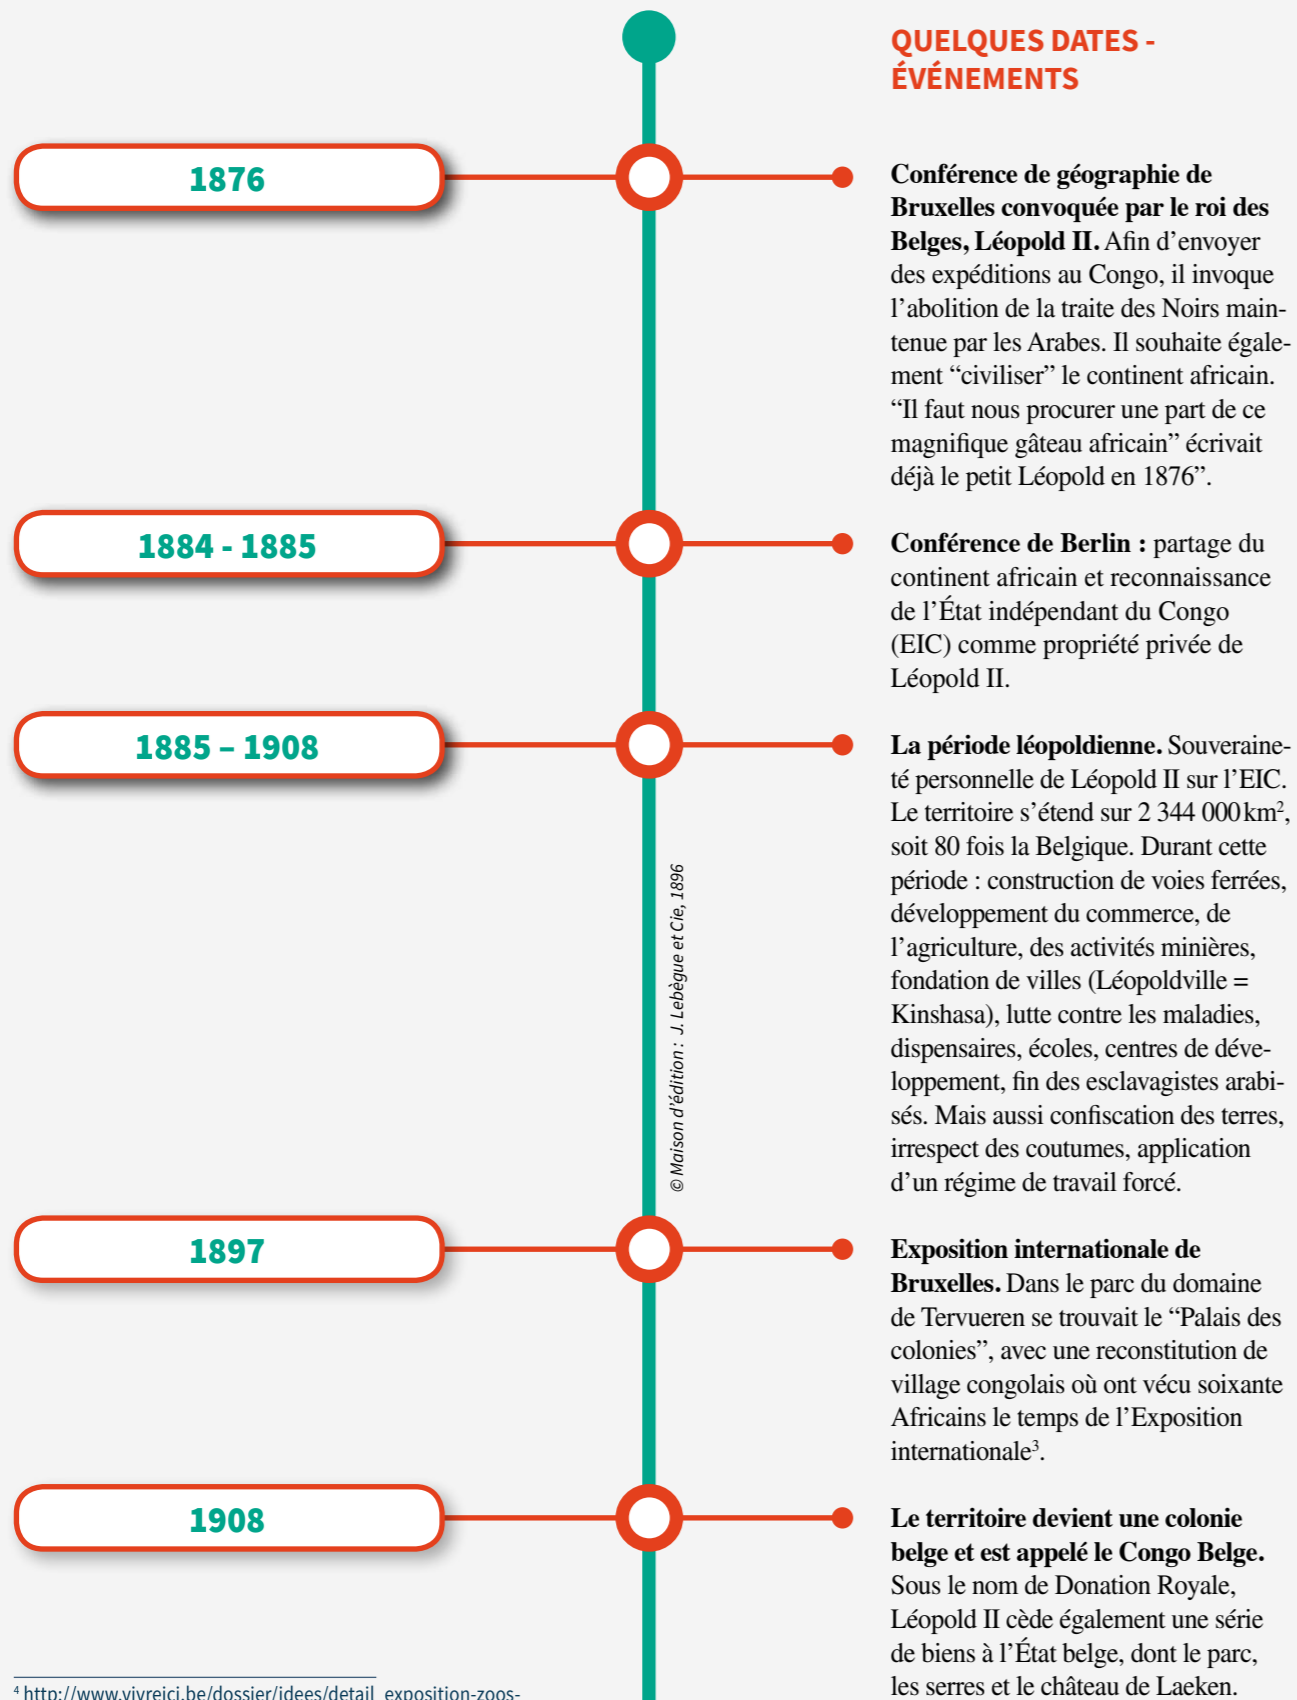 QUELQUES DATES -
ÉVÉNEMENTS
1876
Conférence de géographie de
Bruxelles convoquée par le roi des
Belges, Léopold II. Afin d’envoyer
des expéditions au Congo, il invoque
l’abolition de la traite des Noirs main-
tenue par les Arabes. Il souhaite égale-
ment “civiliser” le continent africain.
“Il faut nous procurer une part de ce
magnifique gâteau africain” écrivait
déjà le petit Léopold en 1876”.
1884 - 1885
Conférence de Berlin : partage du
continent africain et reconnaissance
de l’État indépendant du Congo
(EIC) comme propriété privée de
Léopold II.
1885 – 1908
La période léopoldienne. Souveraine-
té personnelle de Léopold II sur l’EIC.
Le territoire s’étend sur 2 344 000 km²,
soit 80 fois la Belgique. Durant cette
période : construction de voies ferrées,
développement du commerce, de
l’agriculture, des activités minières,
fondation de villes (Léopoldville =
Kinshasa), lutte contre les maladies,
dispensaires, écoles, centres de déve-
loppement, fin des esclavagistes arabi-
sés. Mais aussi confiscation des terres,
irrespect des coutumes, application
d’un régime de travail forcé.
© Maison d’édition : J. Lebègue et Cie, 1896
1897
Exposition internationale de
Bruxelles. Dans le parc du domaine
de Tervueren se trouvait le “Palais des
colonies”, avec une reconstitution de
village congolais où ont vécu soixante
Africains le temps de l’Exposition
internationale³.
1908
Le territoire devient une colonie
belge et est appelé le Congo Belge.
Sous le nom de Donation Royale,
Léopold II cède également une série
de biens à l’État belge, dont le parc,
les serres et le château de Laeken.
⁴ http://www.vivreici.be/dossier/idees/detail_exposition-zoos-